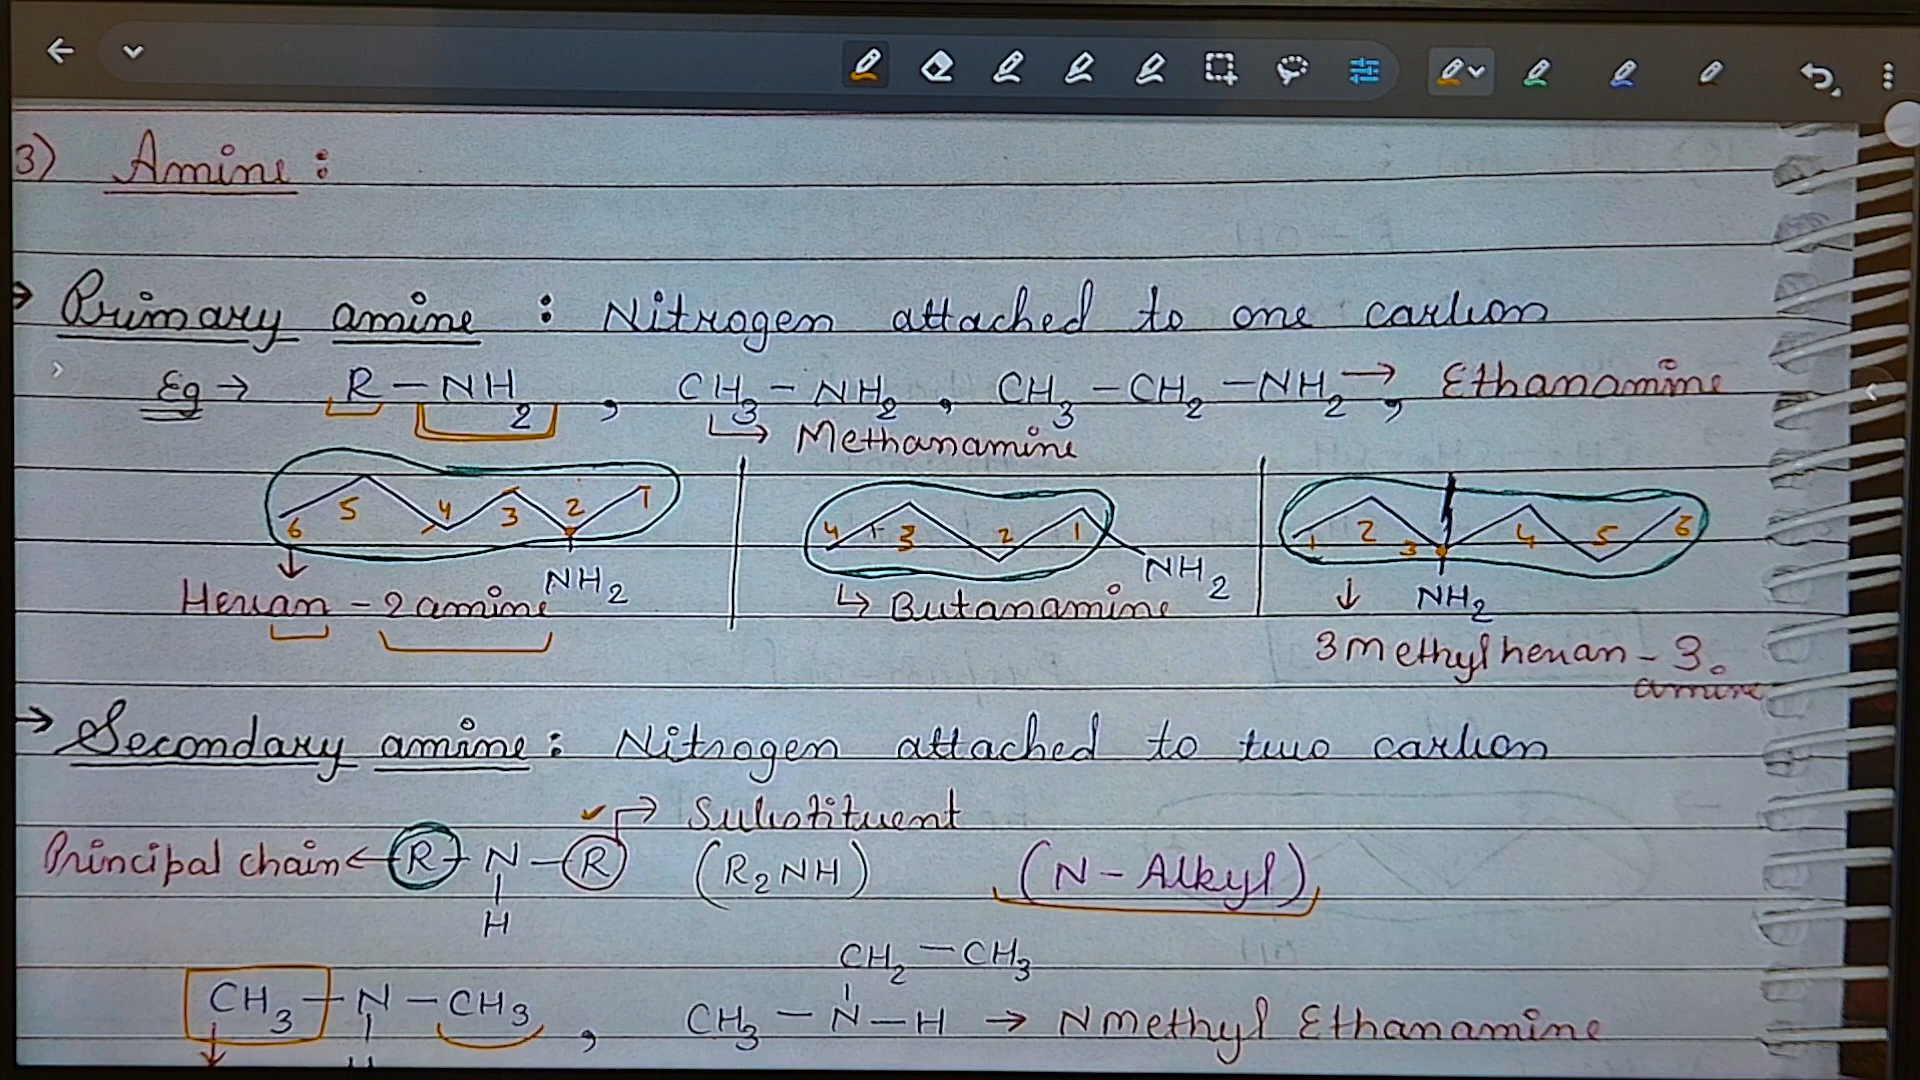 3) Amine :
→ Primary amine : Nitrogen attached to one carbon
Eg → R – NH2 , CH3 – NH2 , CH3 – CH2 – NH2 → , Ethanamine
↳ Methanamine
6 5 4 3 2 1
4 3 2 1
1 2 3 4 5 6
NH2
NH2
NH2
Hexan – 2 amine
↳ Butanamine
3 methyl hexan – 3.
amine
→ Secondary amine : Nitrogen attached to two carbon
✓ → Substituent
Principal chain ← R – N – R (R2NH) (N – Alkyl)
H
CH2 – CH3
CH3 – N – CH3 , CH3 – N – H → N methyl Ethanamine
H